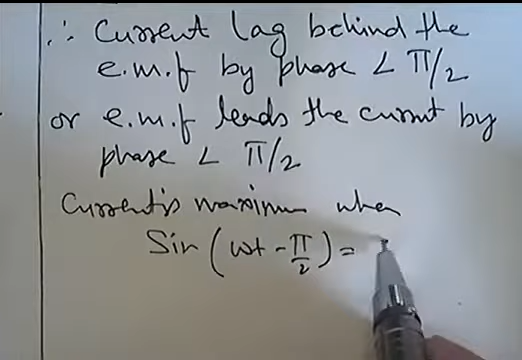 ∴ Current lag behind the
e.m.f by phase ∠ π/2
or e.m.f leads the current by
phase ∠ π/2
Current is maximum when
Sin (ωt - π/2) =